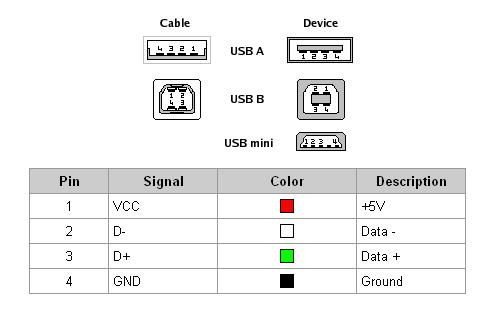 Cable Device
4 3 2 1 USB A 1 2 3 4
1 2 USB B 2 1
4 3 3 4
USB mini 1 2 3 4
Pin Signal Color Description
1 VCC +5V
2 D- Data -
3 D+ Data +
4 GND Ground